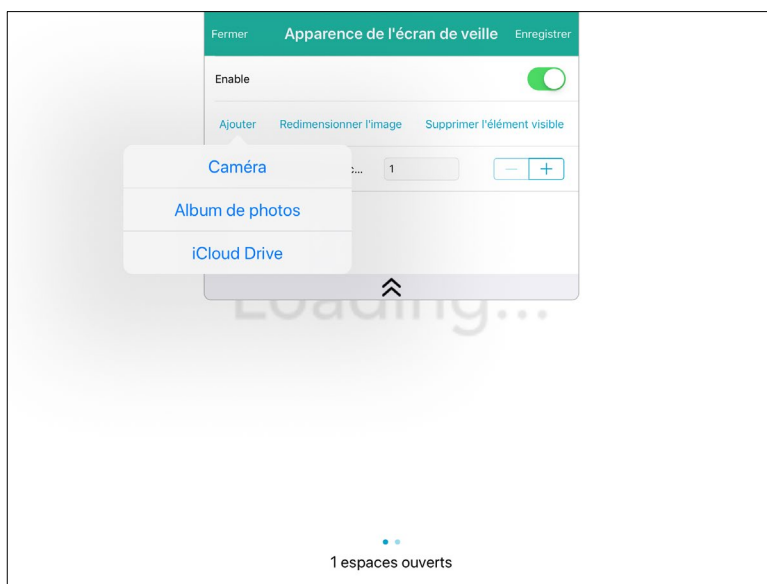 Fermer Apparence de l'écran de veille Enregistrer
Enable
Ajouter Redimensionner l'image Supprimer l'élément visible
Caméra
1 − +
Album de photos
iCloud Drive
Loading...
1 espaces ouverts